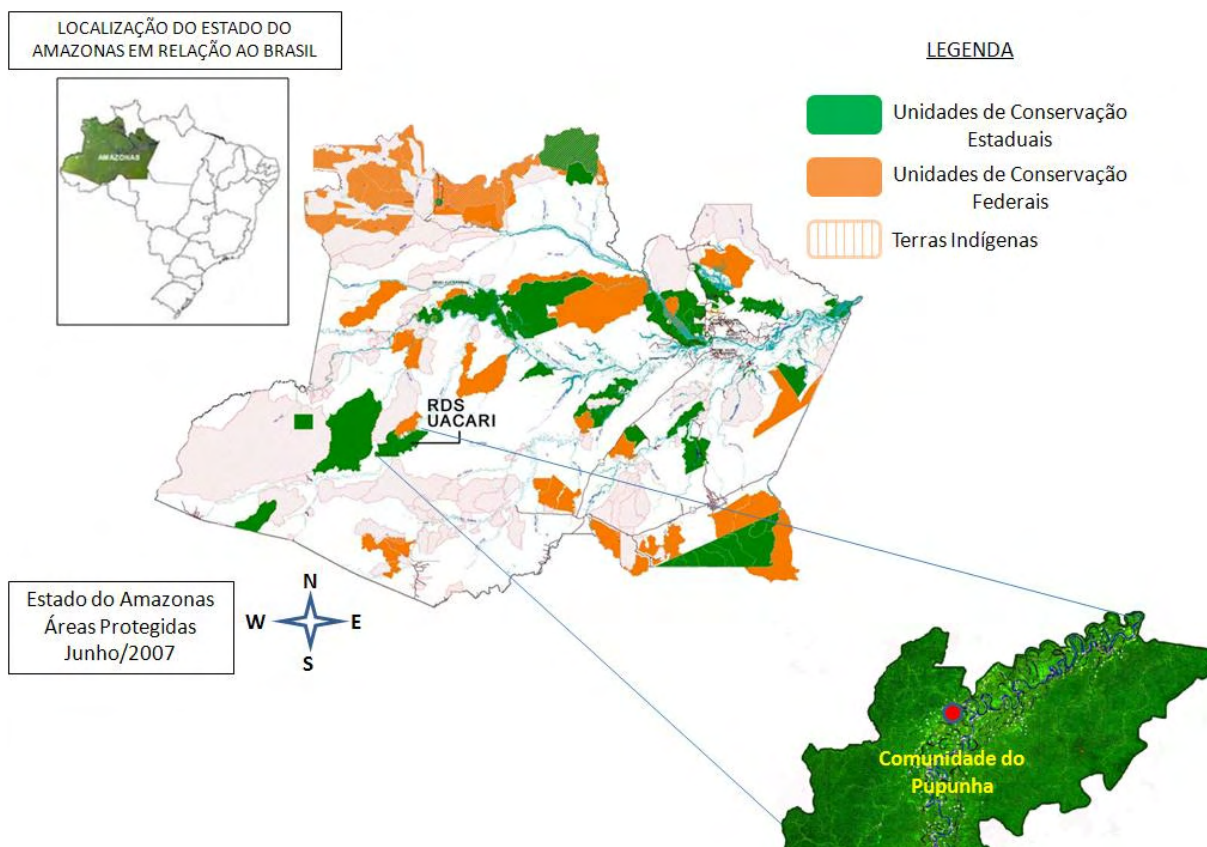 LOCALIZAÇÃO DO ESTADO DO
AMAZONAS EM RELAÇÃO AO BRASIL
AMAZONAS
LEGENDA
Unidades de Conservação
Estaduais
Unidades de Conservação
Federais
Terras Indígenas
RDS
UACARI
Estado do Amazonas
Áreas Protegidas
Junho/2007
N
W
E
S
Comunidade do
Pupunha